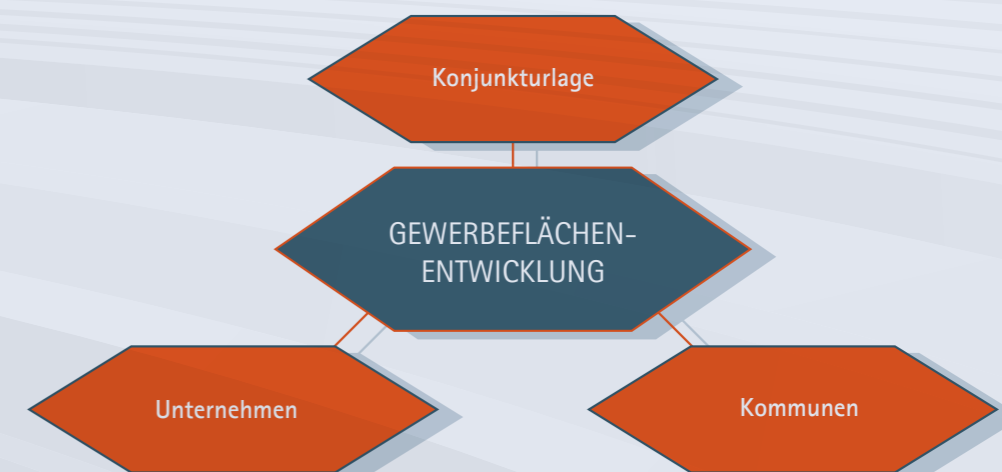 Konjunkturlage
GEWERBEFLÄCHEN-
ENTWICKLUNG
Unternehmen
Kommunen